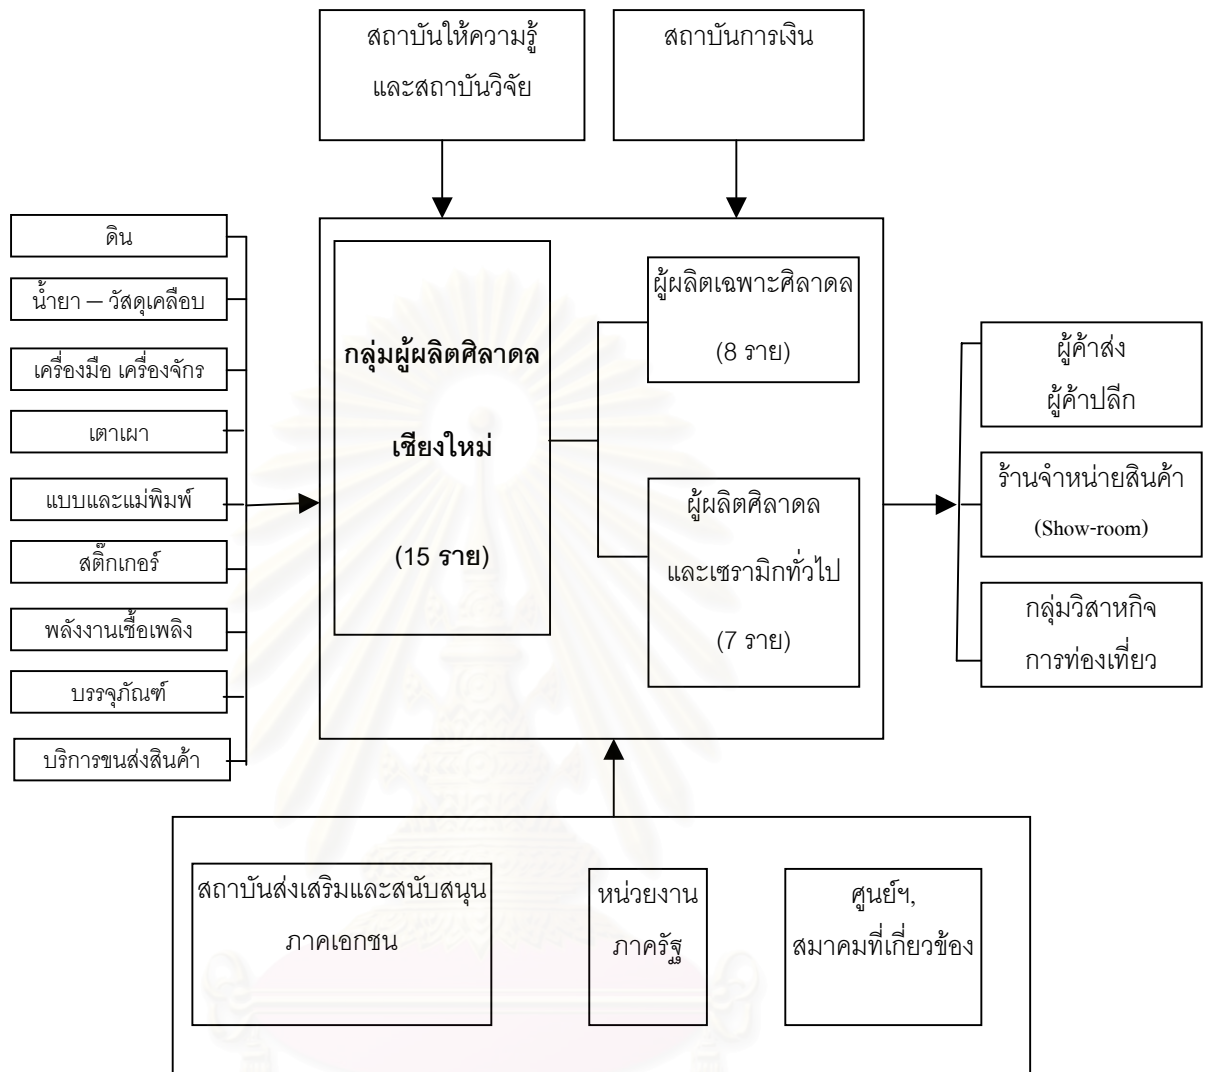 สถาบันให้ความรู้
และสถาบันวิจัย
สถาบันการเงิน
ดิน
น้ำยา – วัสดุเคลือบ
เครื่องมือ เครื่องจักร
เตาเผา
แบบและแม่พิมพ์
สติ๊กเกอร์
พลังงานเชื้อเพลิง
บรรจุภัณฑ์
บริการขนส่งสินค้า
กลุ่มผู้ผลิตศิลาดล
เชียงใหม่
(15 ราย)
ผู้ผลิตเฉพาะศิลาดล
(8 ราย)
ผู้ผลิตศิลาดล
และเซรามิกทั่วไป
(7 ราย)
ผู้ค้าส่ง
ผู้ค้าปลีก
ร้านจำหน่ายสินค้า
(Show-room)
กลุ่มวิสาหกิจ
การท่องเที่ยว
สถาบันส่งเสริมและสนับสนุน
ภาคเอกชน
หน่วยงาน
ภาครัฐ
ศูนย์ฯ,
สมาคมที่เกี่ยวข้อง